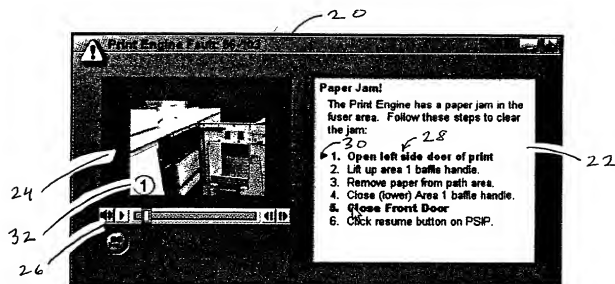 20
Print Engine Fault: 06/103
Paper Jam!
The Print Engine has a paper jam in the
fuser area. Follow these steps to clear
the jam:
30
28
1. Open left side door of print
2. Lift up area 1 baffle handle.
3. Remove paper from path area.
4. Close (lower) Area 1 baffle handle.
5. Close Front Door
6. Click resume button on PSIP.
22
24
1
32
26